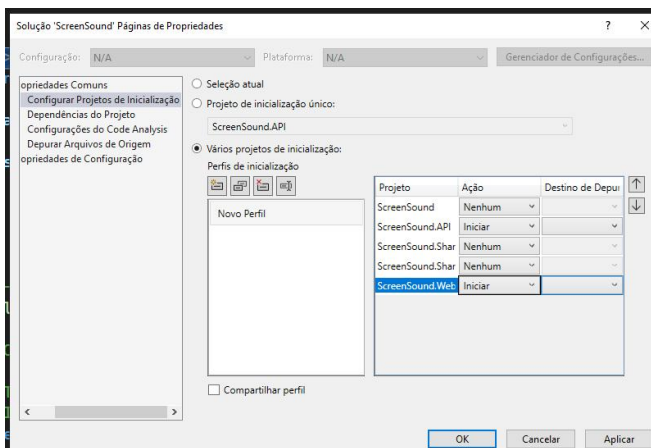 Solução 'ScreenSound' Páginas de Propriedades ? ×
Configuração: N/A Plataforma: N/A Gerenciador de Configurações...
opriedades Comuns
Configurar Projetos de Inicialização
Dependências do Projeto
Configurações do Code Analysis
Depurar Arquivos de Origem
opriedades de Configuração
Seleção atual
Projeto de inicialização único:
ScreenSound.API
Vários projetos de inicialização:
Perfis de inicialização
Novo Perfil
Projeto Ação Destino de Depur
ScreenSound Nenhum
ScreenSound.API Iniciar
ScreenSound.Shar Nenhum
ScreenSound.Shar Nenhum
ScreenSound.Web Iniciar
Compartilhar perfil
OK Cancelar Aplicar